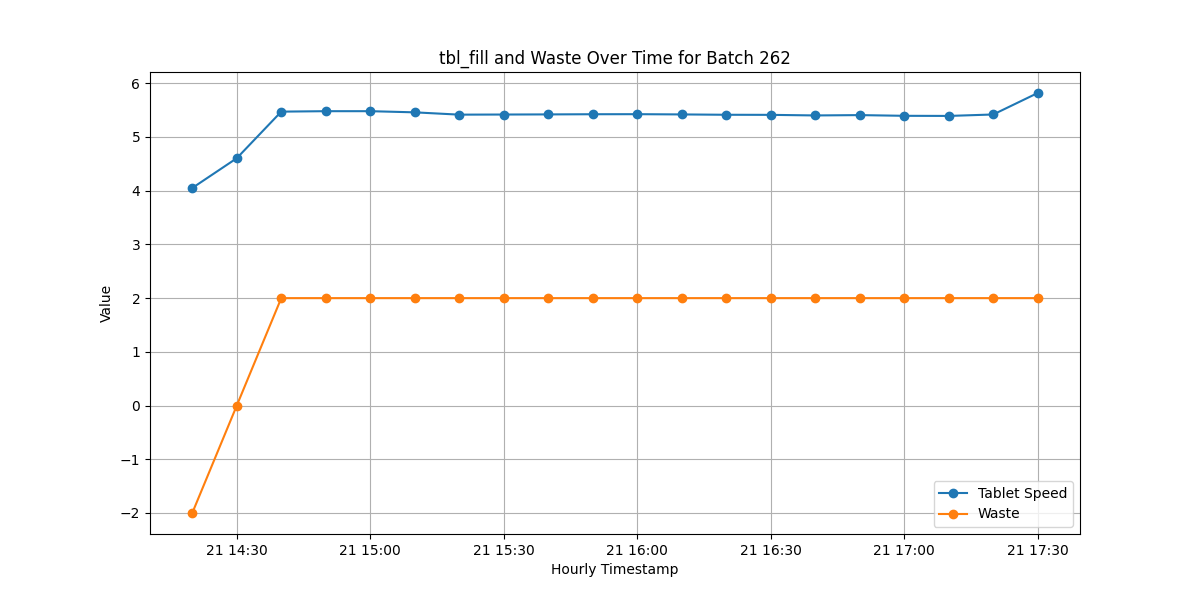 tbl_fill and Waste Over Time for Batch 262
6
5
4
3
2
1
0
−1
−2
Value
21 14:30 21 15:00 21 15:30 21 16:00 21 16:30 21 17:00 21 17:30
Hourly Timestamp
Tablet Speed
Waste